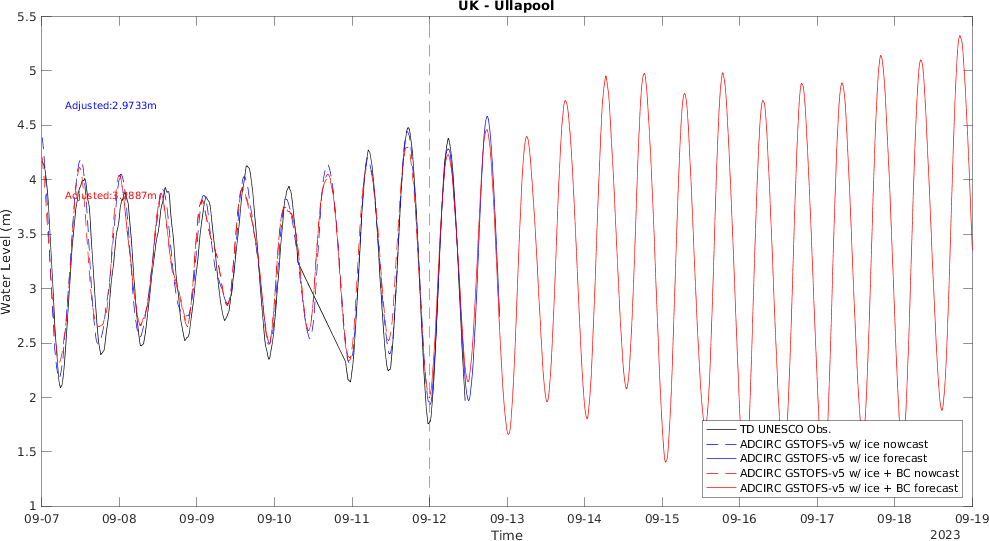 UK - Ullapool
5.5
5
4.5
4
3.5
3
2.5
2
1.5
1
Water Level (m)
Adjusted:2.9733m
TD UNESCO Obs.
ADCIRC GSTOFS-v5 w/ ice nowcast
ADCIRC GSTOFS-v5 w/ ice forecast
ADCIRC GSTOFS-v5 w/ ice + BC nowcast
ADCIRC GSTOFS-v5 w/ ice + BC forecast
09-07 09-08 09-09 09-10 09-11 09-12 09-13 09-14 09-15 09-16 09-17 09-18 09-19
Time
2023